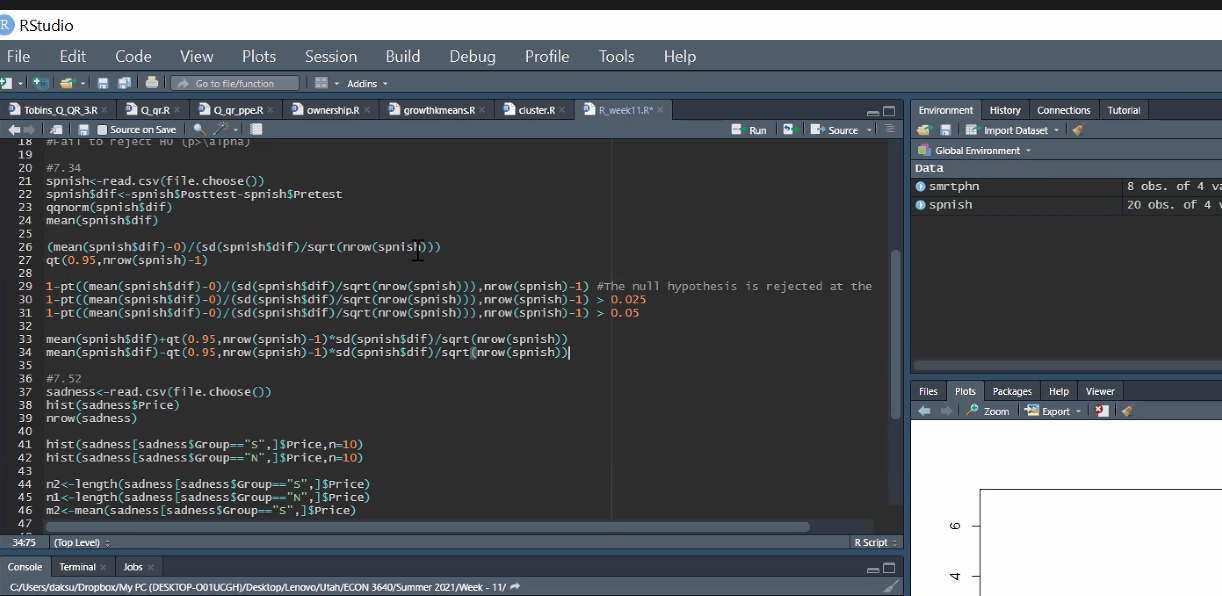 RStudio
File Edit Code View Plots Session Build Debug Profile Tools Help
Go to file/function Addins
Tobins_Q_QR_3.R Q_qr.R Q_qr_ppe.R ownership.R growthkmeans.R cluster.R R_week11.R*
Source on Save Run Source
18 #Fail to reject H0 (p>\alpha)
19
20 #7.34
21 spnish<-read.csv(file.choose())
22 spnish$dif<-spnish$Posttest-spnish$Pretest
23 qqnorm(spnish$dif)
24 mean(spnish$dif)
25
26 (mean(spnish$dif)-0)/(sd(spnish$dif)/sqrt(nrow(spnish)))
27 qt(0.95,nrow(spnish)-1)
28
29 1-pt((mean(spnish$dif)-0)/(sd(spnish$dif)/sqrt(nrow(spnish))),nrow(spnish)-1) #The null hypothesis is rejected at the
30 1-pt((mean(spnish$dif)-0)/(sd(spnish$dif)/sqrt(nrow(spnish))),nrow(spnish)-1) > 0.025
31 1-pt((mean(spnish$dif)-0)/(sd(spnish$dif)/sqrt(nrow(spnish))),nrow(spnish)-1) > 0.05
32
33 mean(spnish$dif)+qt(0.95,nrow(spnish)-1)*sd(spnish$dif)/sqrt(nrow(spnish))
34 mean(spnish$dif)-qt(0.95,nrow(spnish)-1)*sd(spnish$dif)/sqrt(nrow(spnish))
35
36 #7.52
37 sadness<-read.csv(file.choose())
38 hist(sadness$Price)
39 nrow(sadness)
40
41 hist(sadness[sadness$Group=="S",]$Price,n=10)
42 hist(sadness[sadness$Group=="N",]$Price,n=10)
43
44 n2<-length(sadness[sadness$Group=="S",]$Price)
45 n1<-length(sadness[sadness$Group=="N",]$Price)
46 m2<-mean(sadness[sadness$Group=="S",]$Price)
47
34:75 (Top Level) R Script
Console Terminal Jobs
C:/Users/daksu/Dropbox/My PC (DESKTOP-O01UCGH)/Desktop/Lenovo/Utah/ECON 3640/Summer 2021/Week - 11/
Environment History Connections Tutorial
Import Dataset
Global Environment
Data
smrtphn 8 obs. of 4 va
spnish 20 obs. of 4 v
Files Plots Packages Help Viewer
Zoom Export
6
4